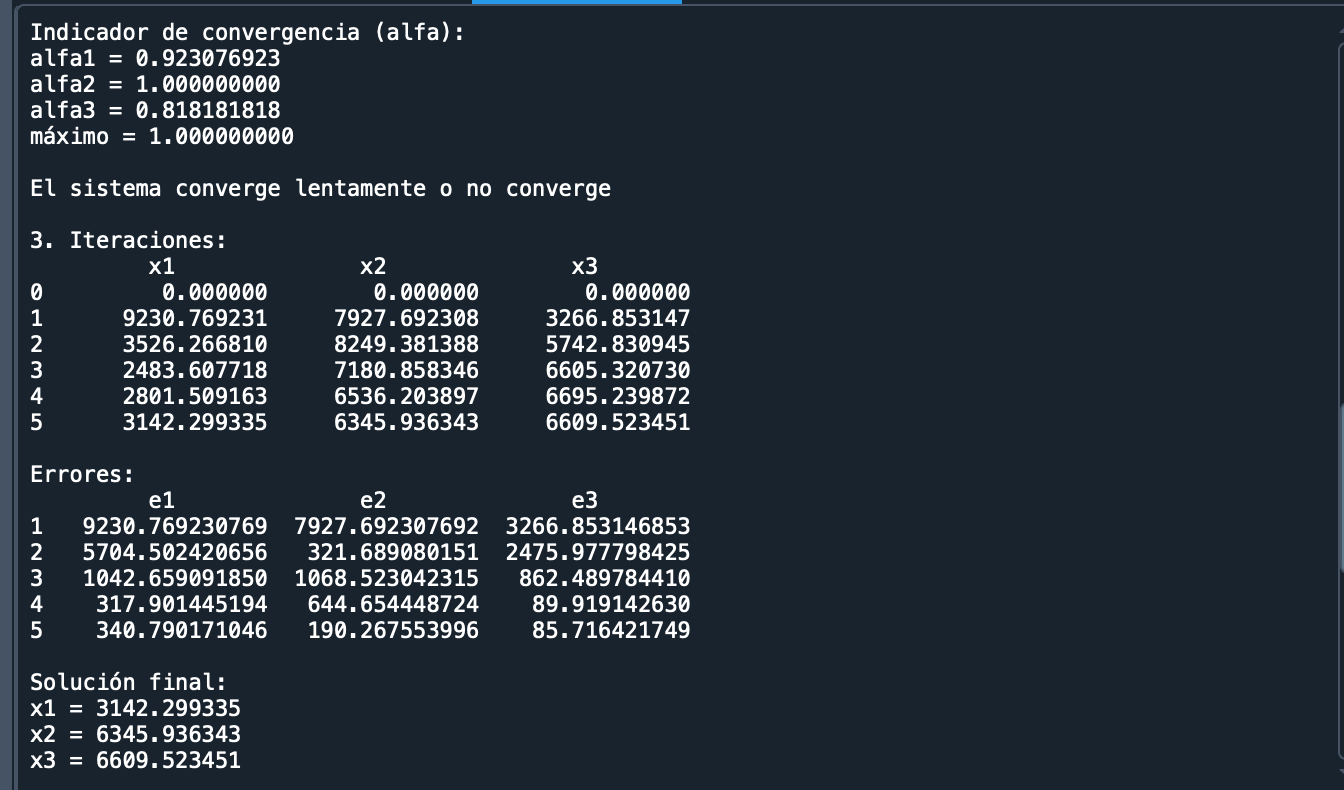 Indicador de convergencia (alfa):
alfa1 = 0.923076923
alfa2 = 1.000000000
alfa3 = 0.818181818
máximo = 1.000000000
El sistema converge lentamente o no converge
3. Iteraciones:
x1 x2 x3
0 0.000000 0.000000 0.000000
1 9230.769231 7927.692308 3266.853147
2 3526.266810 8249.381388 5742.830945
3 2483.607718 7180.858346 6605.320730
4 2801.509163 6536.203897 6695.239872
5 3142.299335 6345.936343 6609.523451
Errores:
e1 e2 e3
1 9230.769230769 7927.692307692 3266.853146853
2 5704.502420656 321.689080151 2475.977798425
3 1042.659091850 1068.523042315 862.489784410
4 317.901445194 644.654448724 89.919142630
5 340.790171046 190.267553996 85.716421749
Solución final:
x1 = 3142.299335
x2 = 6345.936343
x3 = 6609.523451